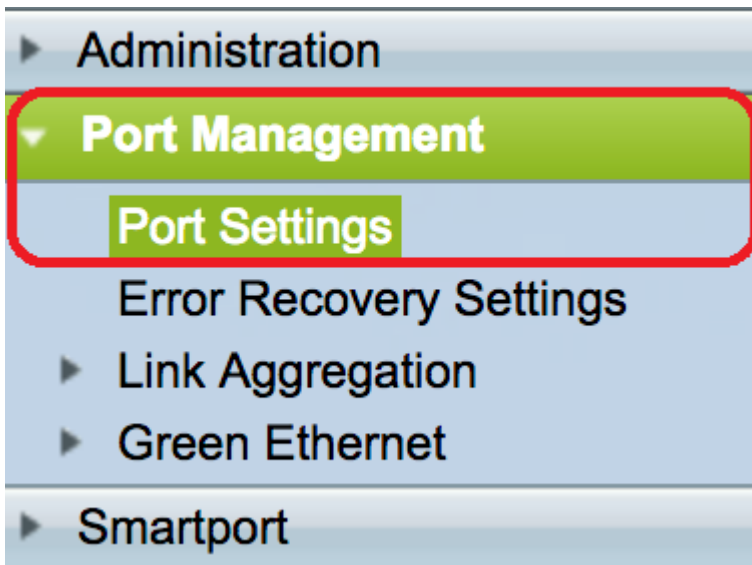 Administration
Port Management
Port Settings
Error Recovery Settings
Link Aggregation
Green Ethernet
Smartport